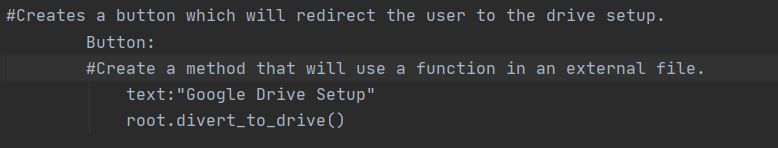 #Creates a button which will redirect the user to the drive setup.
Button:
#Create a method that will use a function in an external file.
text:"Google Drive Setup"
root.divert_to_drive()